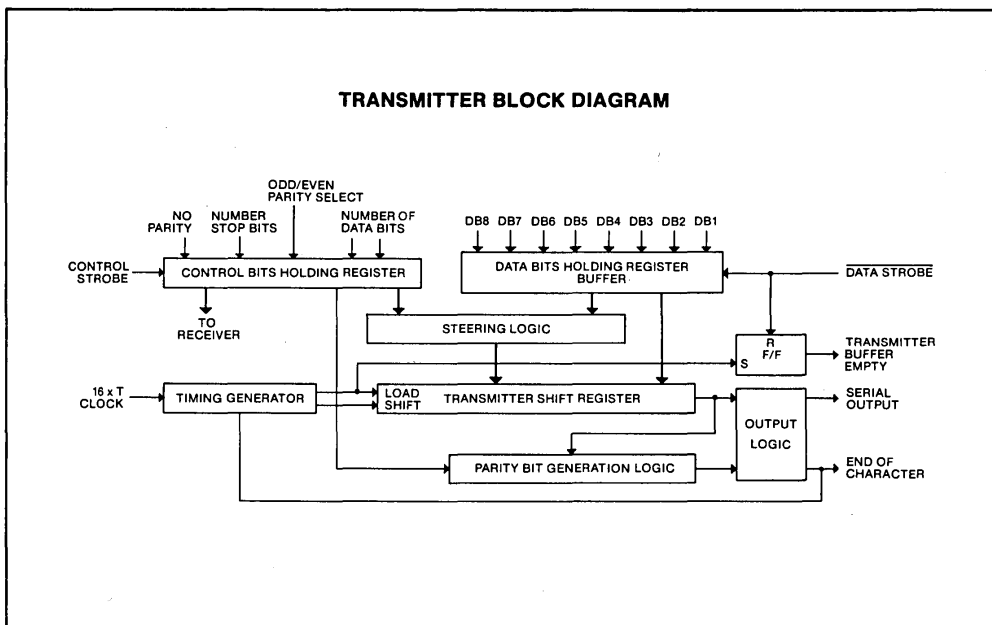 TRANSMITTER BLOCK DIAGRAM
ODD/EVEN
PARITY SELECT
NO
PARITY
NUMBER
STOP BITS
NUMBER OF
DATA BITS
DB8 DB7 DB6 DB5 DB4 DB3 DB2 DB1
CONTROL
STROBE
CONTROL BITS HOLDING REGISTER
DATA BITS HOLDING REGISTER
BUFFER
DATA STROBE
TO
RECEIVER
STEERING LOGIC
R
F/F
S
TRANSMITTER
BUFFER
EMPTY
16 x T
CLOCK
TIMING GENERATOR
LOAD
SHIFT
TRANSMITTER SHIFT REGISTER
OUTPUT
LOGIC
SERIAL
OUTPUT
PARITY BIT GENERATION LOGIC
END OF
CHARACTER